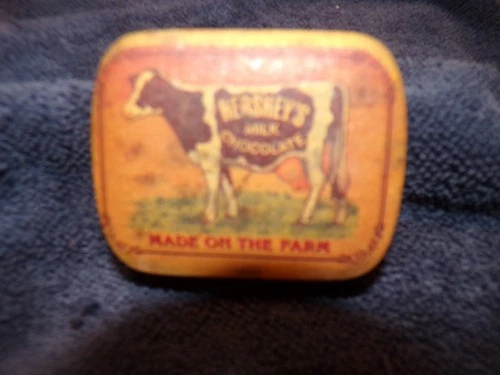 HERSHEY'S
MILK
CHOCOLATE
MADE ON THE FARM